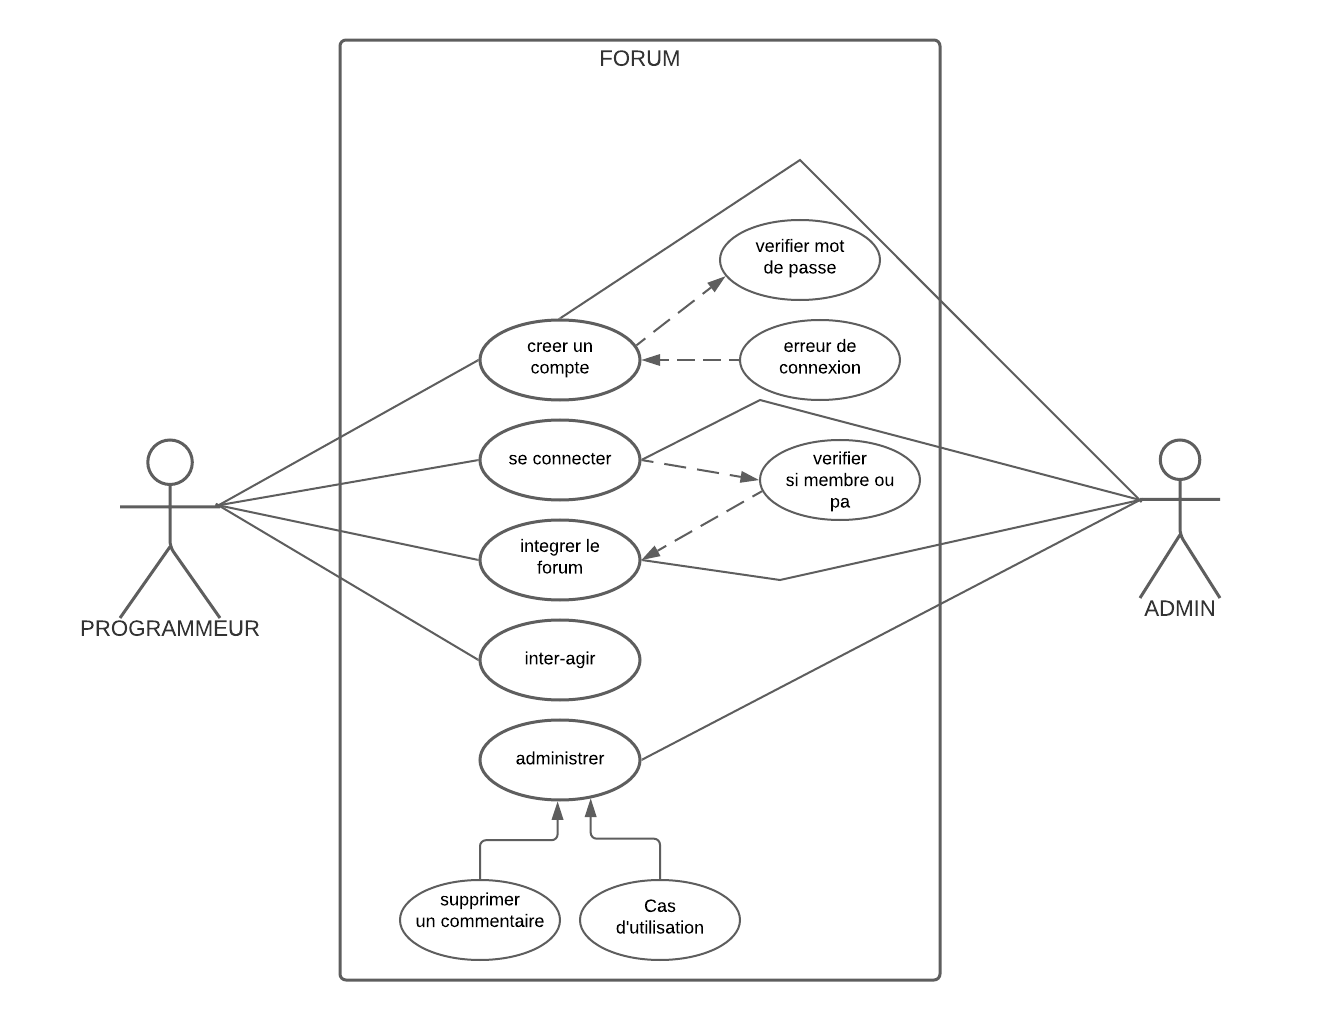 FORUM
verifier mot
de passe
creer un
compte
erreur de
connexion
se connecter
verifier
si membre ou
pa
integrer le
forum
PROGRAMMEUR
ADMIN
inter-agir
administrer
supprimer
un commentaire
Cas
d'utilisation